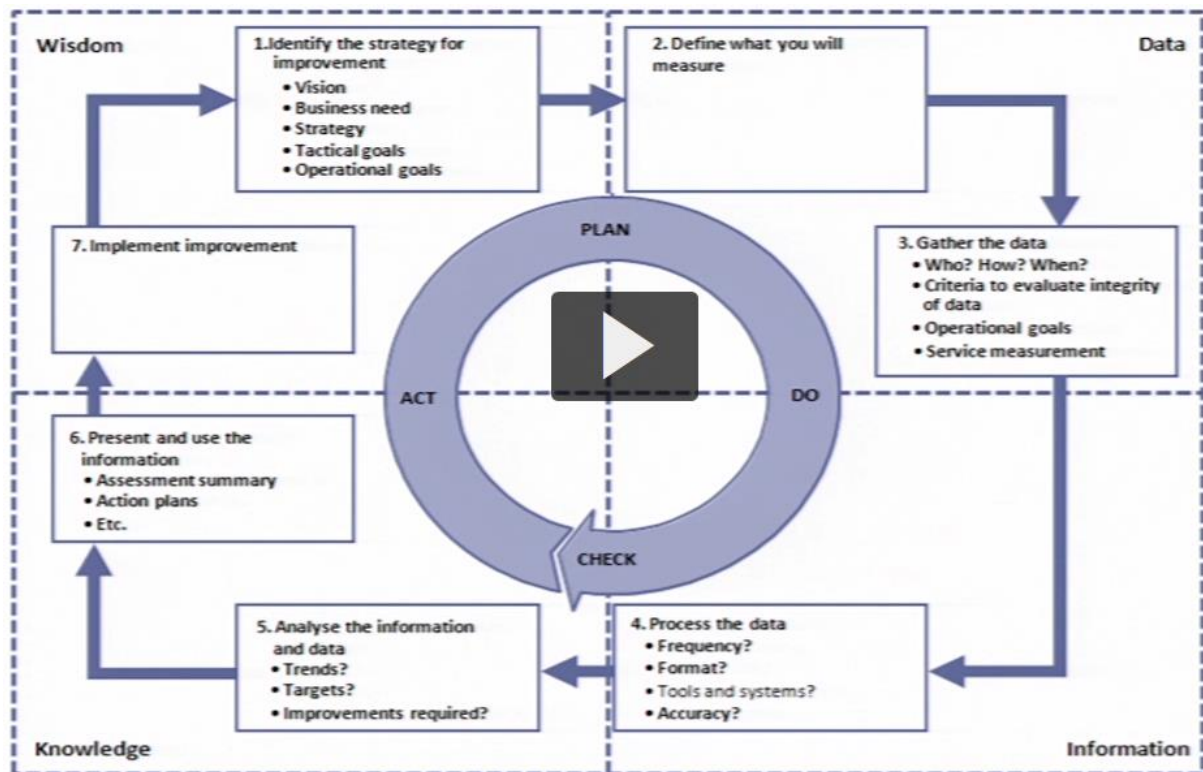 Wisdom
1.Identify the strategy for
improvement
• Vision
• Business need
• Strategy
• Tactical goals
• Operational goals
2. Define what you will
measure
Data
7. Implement improvement
PLAN
3. Gather the data
• Who? How? When?
• Criteria to evaluate integrity
of data
• Operational goals
• Service measurement
ACT
DO
6. Present and use the
information
• Assessment summary
• Action plans
• Etc.
CHECK
5. Analyse the information
and data
• Trends?
• Targets?
• Improvements required?
4. Process the data
• Frequency?
• Format?
• Tools and systems?
• Accuracy?
Knowledge
Information